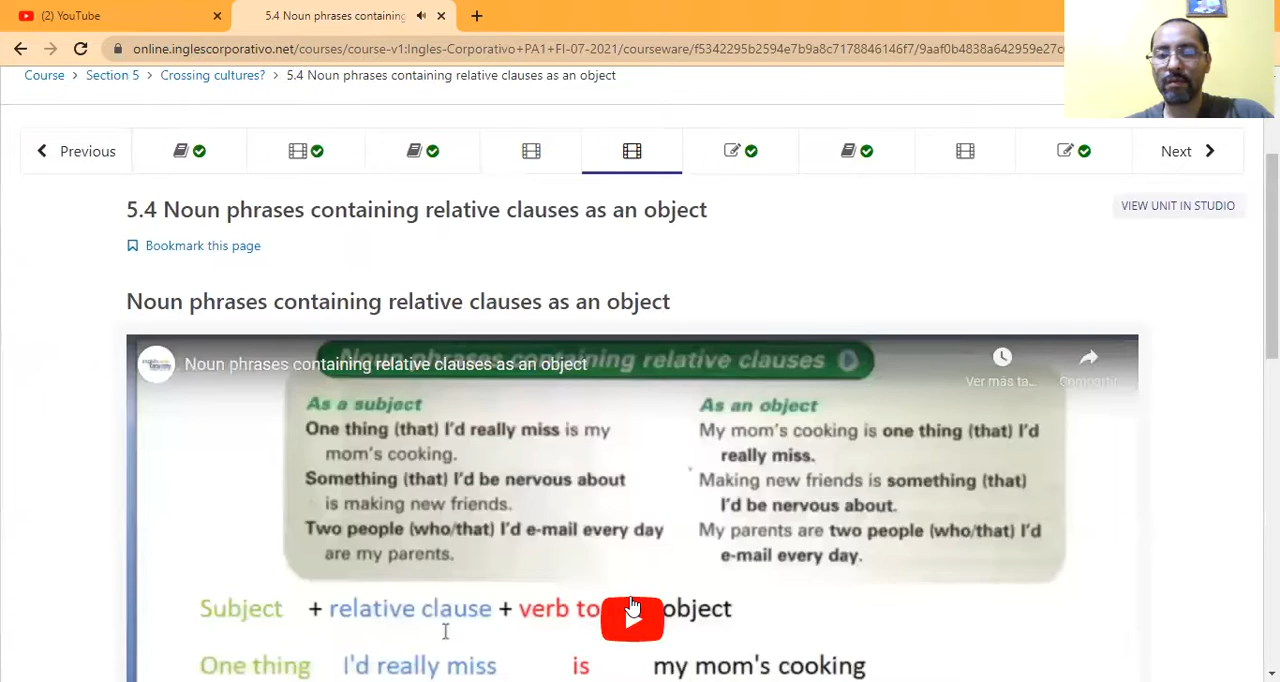 (2) YouTube
5.4 Noun phrases containing
online.inglescorporativo.net/courses/course-v1:Ingles-Corporativo+PA1+FI-07-2021/courseware/f5342295b2594e7b9a8c7178846146f7/9aaf0b4838a642959e27c
Course > Section 5 > Crossing cultures? > 5.4 Noun phrases containing relative clauses as an object
Previous
Next
5.4 Noun phrases containing relative clauses as an object
VIEW UNIT IN STUDIO
Bookmark this page
Noun phrases containing relative clauses as an object
Noun phrases containing relative clauses as an object
Noun phrases containing relative clauses
Ver más ta...
Compartir
As a subject
One thing (that) I'd really miss is my
mom's cooking.
Something (that) I'd be nervous about
is making new friends.
Two people (who/that) I'd e-mail every day
are my parents.
As an object
My mom's cooking is one thing (that) I'd
really miss.
Making new friends is something (that)
I'd be nervous about.
My parents are two people (who/that) I'd
e-mail every day.
Subject + relative clause + verb to object
One thing I'd really miss is my mom's cooking